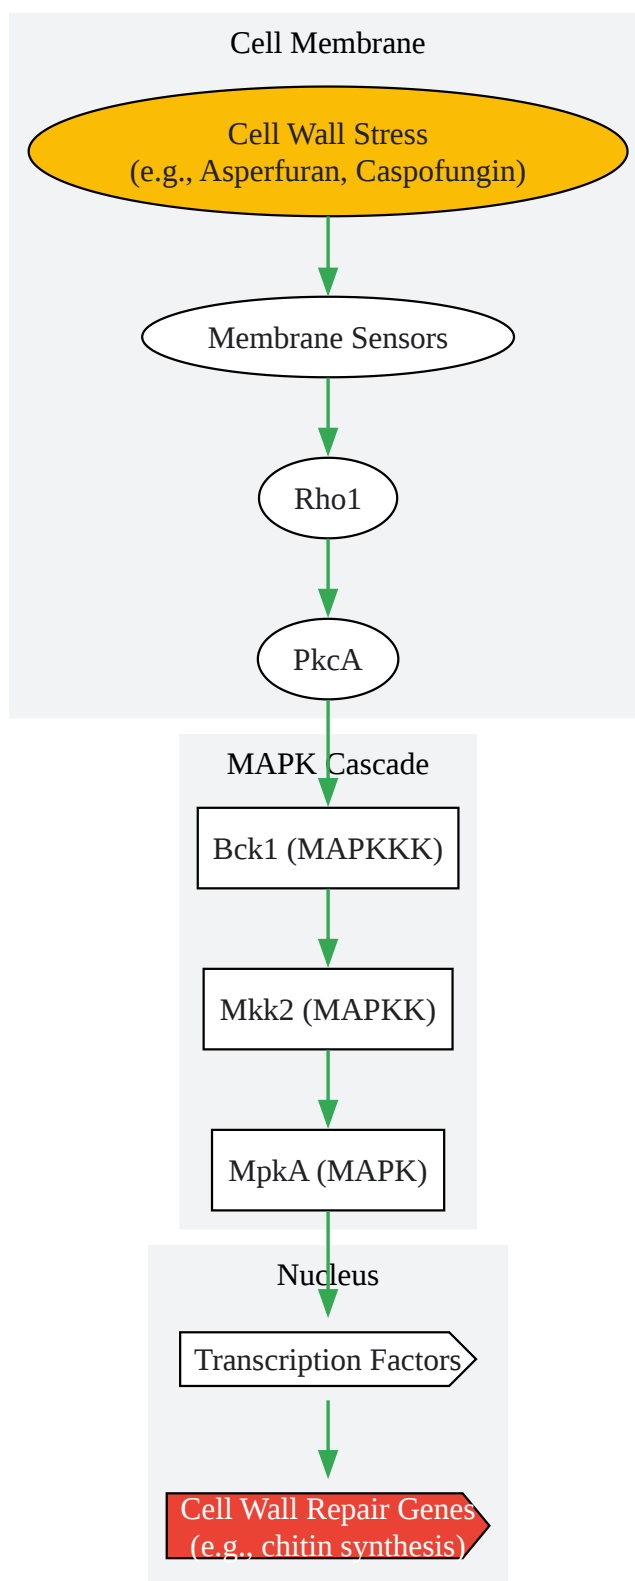 Cell Membrane
Cell Wall Stress
(e.g., Asperfuran, Caspofungin)
Membrane Sensors
Rho1
PkcA
MAPK Cascade
Bck1 (MAPKKK)
Mkk2 (MAPKK)
MpkA (MAPK)
Nucleus
Transcription Factors
Cell Wall Repair Genes
(e.g., chitin synthesis)